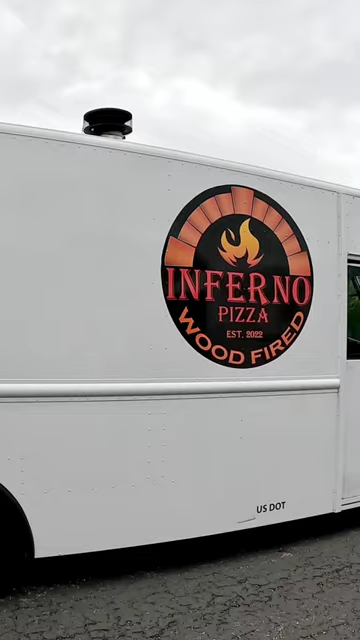 INFERNO
PIZZA
EST. 2022
WOOD FIRED
US DOT